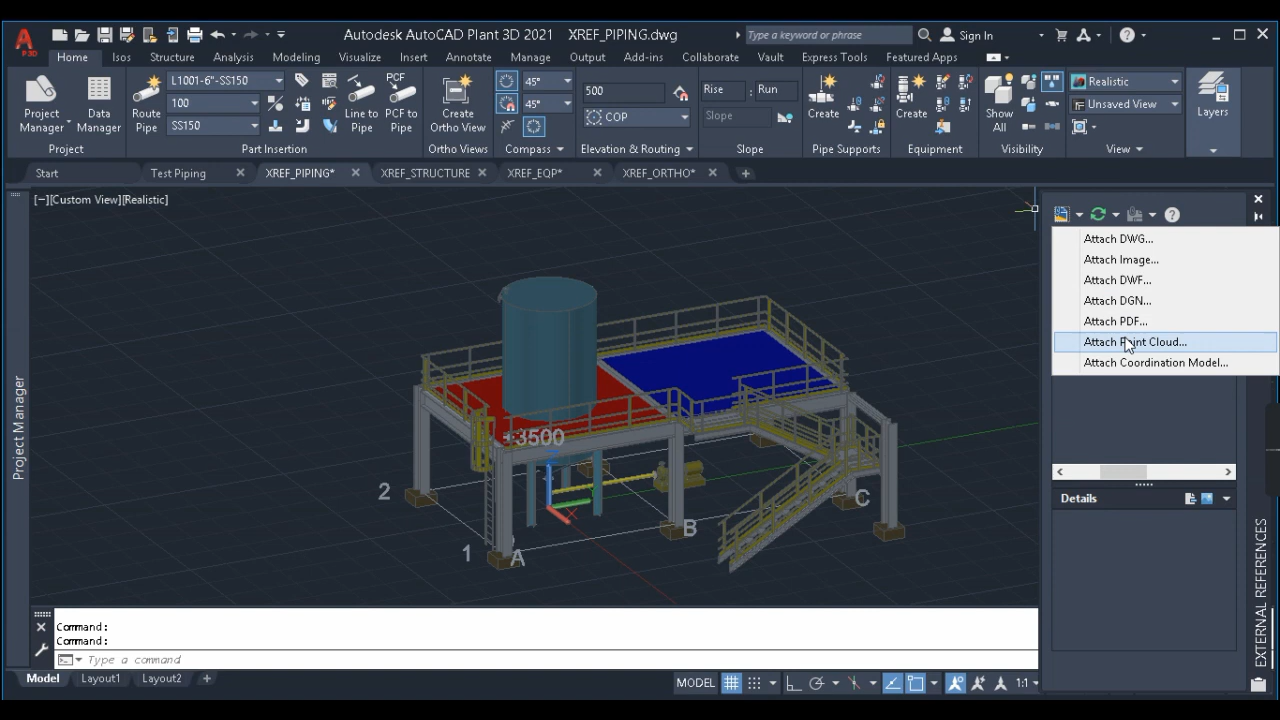 Autodesk AutoCAD Plant 3D 2021 XREF_PIPING.dwg
Type a keyword or phrase
Sign In
P3D
Home Isos Structure Analysis Modeling Visualize Insert Annotate Manage Output Add-ins Collaborate Vault Express Tools Featured Apps
Project Manager
Data Manager
Project
Route Pipe
L1001-6"-SS150
100
SS150
Line to Pipe
PCF
PCF to Pipe
Part Insertion
Create Ortho View
Ortho Views
45°
45°
Compass
500
COP
Elevation & Routing
Rise : Run
Slope
Slope
Create
Pipe Supports
Create
Equipment
Show All
Visibility
Realistic
Unsaved View
View
Layers
Start
Test Piping
XREF_PIPING*
XREF_STRUCTURE
XREF_EQP*
XREF_ORTHO*
[−][Custom View][Realistic]
Project Manager
Attach DWG...
Attach Image...
Attach DWF...
Attach DGN...
Attach PDF...
Attach Point Cloud...
Attach Coordination Model...
+3500
2
1
A
B
C
Details
EXTERNAL REFERENCES
Command:
Command:
Type a command
Model
Layout1
Layout2
MODEL
1:1